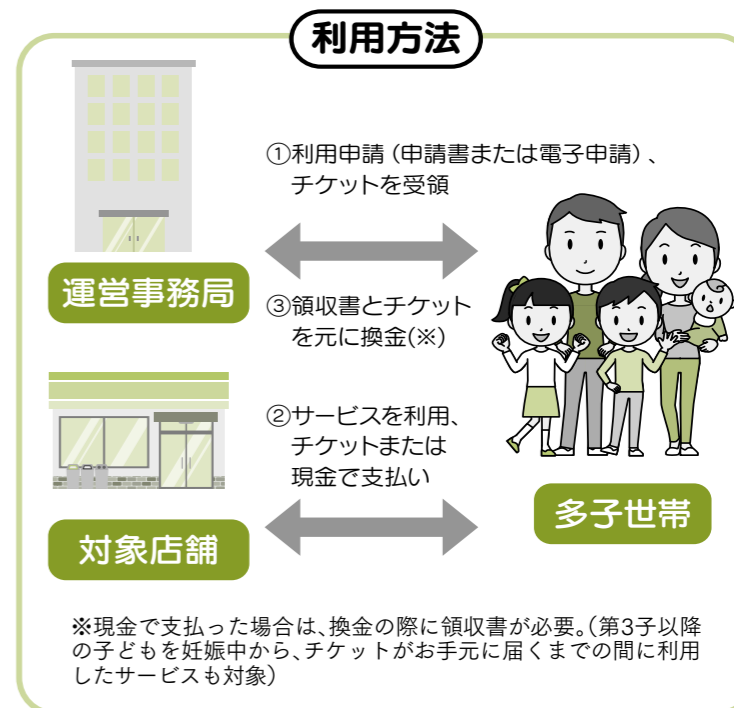 利用方法
①利用申請（申請書または電子申請）、
チケットを受領
運営事務局
③領収書とチケット
を元に換金(※)
②サービスを利用、
チケットまたは
現金で支払い
対象店舗
多子世帯
※現金で支払った場合は、換金の際に領収書が必要。（第3子以降
の子どもを妊娠中から、チケットがお手元に届くまでの間に利用
したサービスも対象）